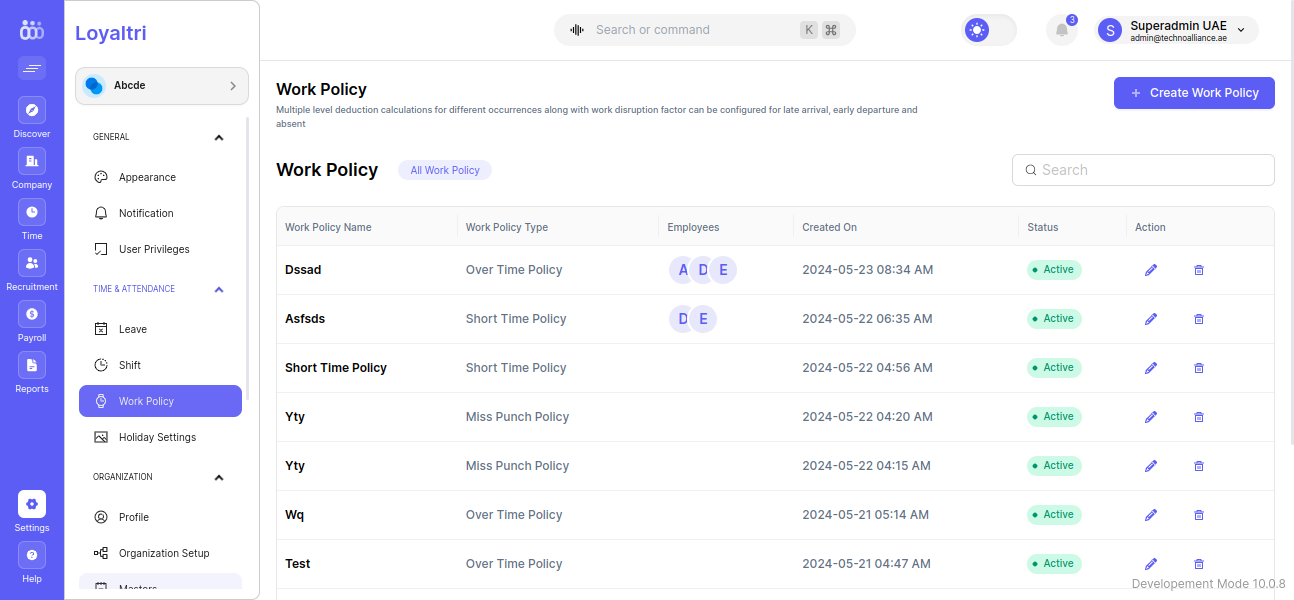 Loyaltri
Search or command
K ⌘
3
S
Superadmin UAE
admin@technoalliance.ae
Discover
Company
Time
Recruitment
Payroll
Reports
Settings
Help
Abcde
GENERAL
Appearance
Notification
User Privileges
TIME & ATTENDANCE
Leave
Shift
Work Policy
Holiday Settings
ORGANIZATION
Profile
Organization Setup
Masters
Work Policy
Multiple level deduction calculations for different occurrences along with work disruption factor can be configured for late arrival, early departure and
absent
+ Create Work Policy
Work Policy
All Work Policy
Search
Work Policy Name Work Policy Type Employees Created On Status Action
Dssad Over Time Policy A D E 2024-05-23 08:34 AM Active
Asfsds Short Time Policy D E 2024-05-22 06:35 AM Active
Short Time Policy Short Time Policy 2024-05-22 04:56 AM Active
Yty Miss Punch Policy 2024-05-22 04:20 AM Active
Yty Miss Punch Policy 2024-05-22 04:15 AM Active
Wq Over Time Policy 2024-05-21 05:14 AM Active
Test Over Time Policy 2024-05-21 04:47 AM Active
Developement Mode 10.0.8